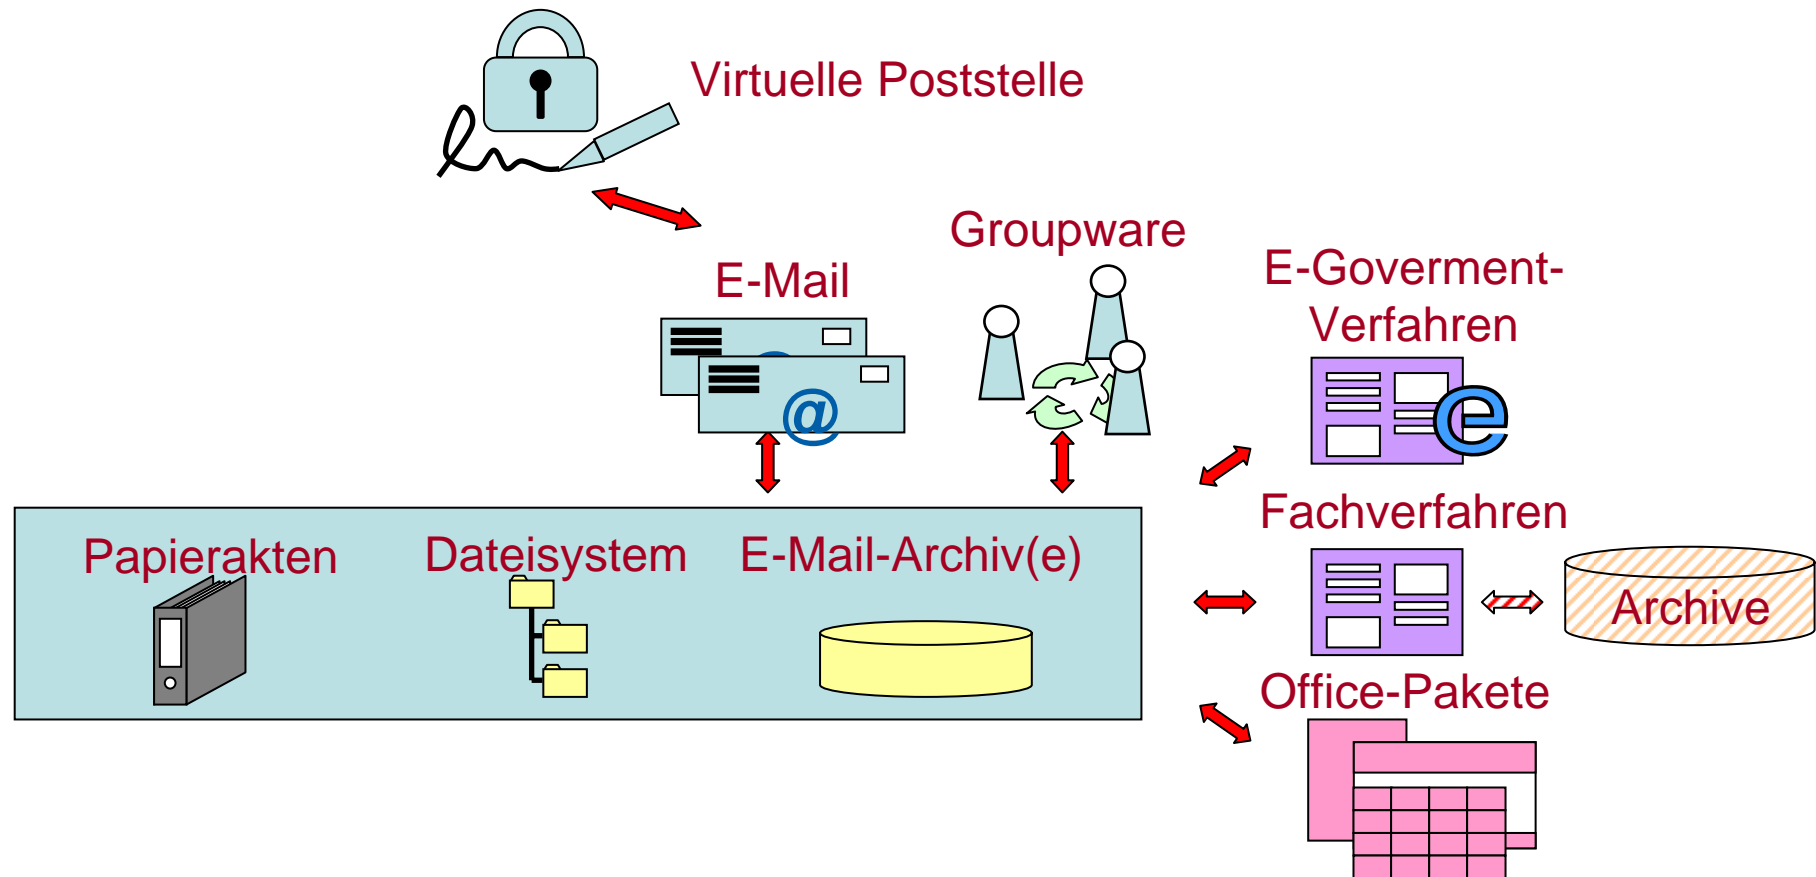 Virtuelle Poststelle
Groupware
E-Mail
E-Goverment-
Verfahren
@
@
e
Fachverfahren
Papierakten
Dateisystem
E-Mail-Archiv(e)
Archive
Office-Pakete